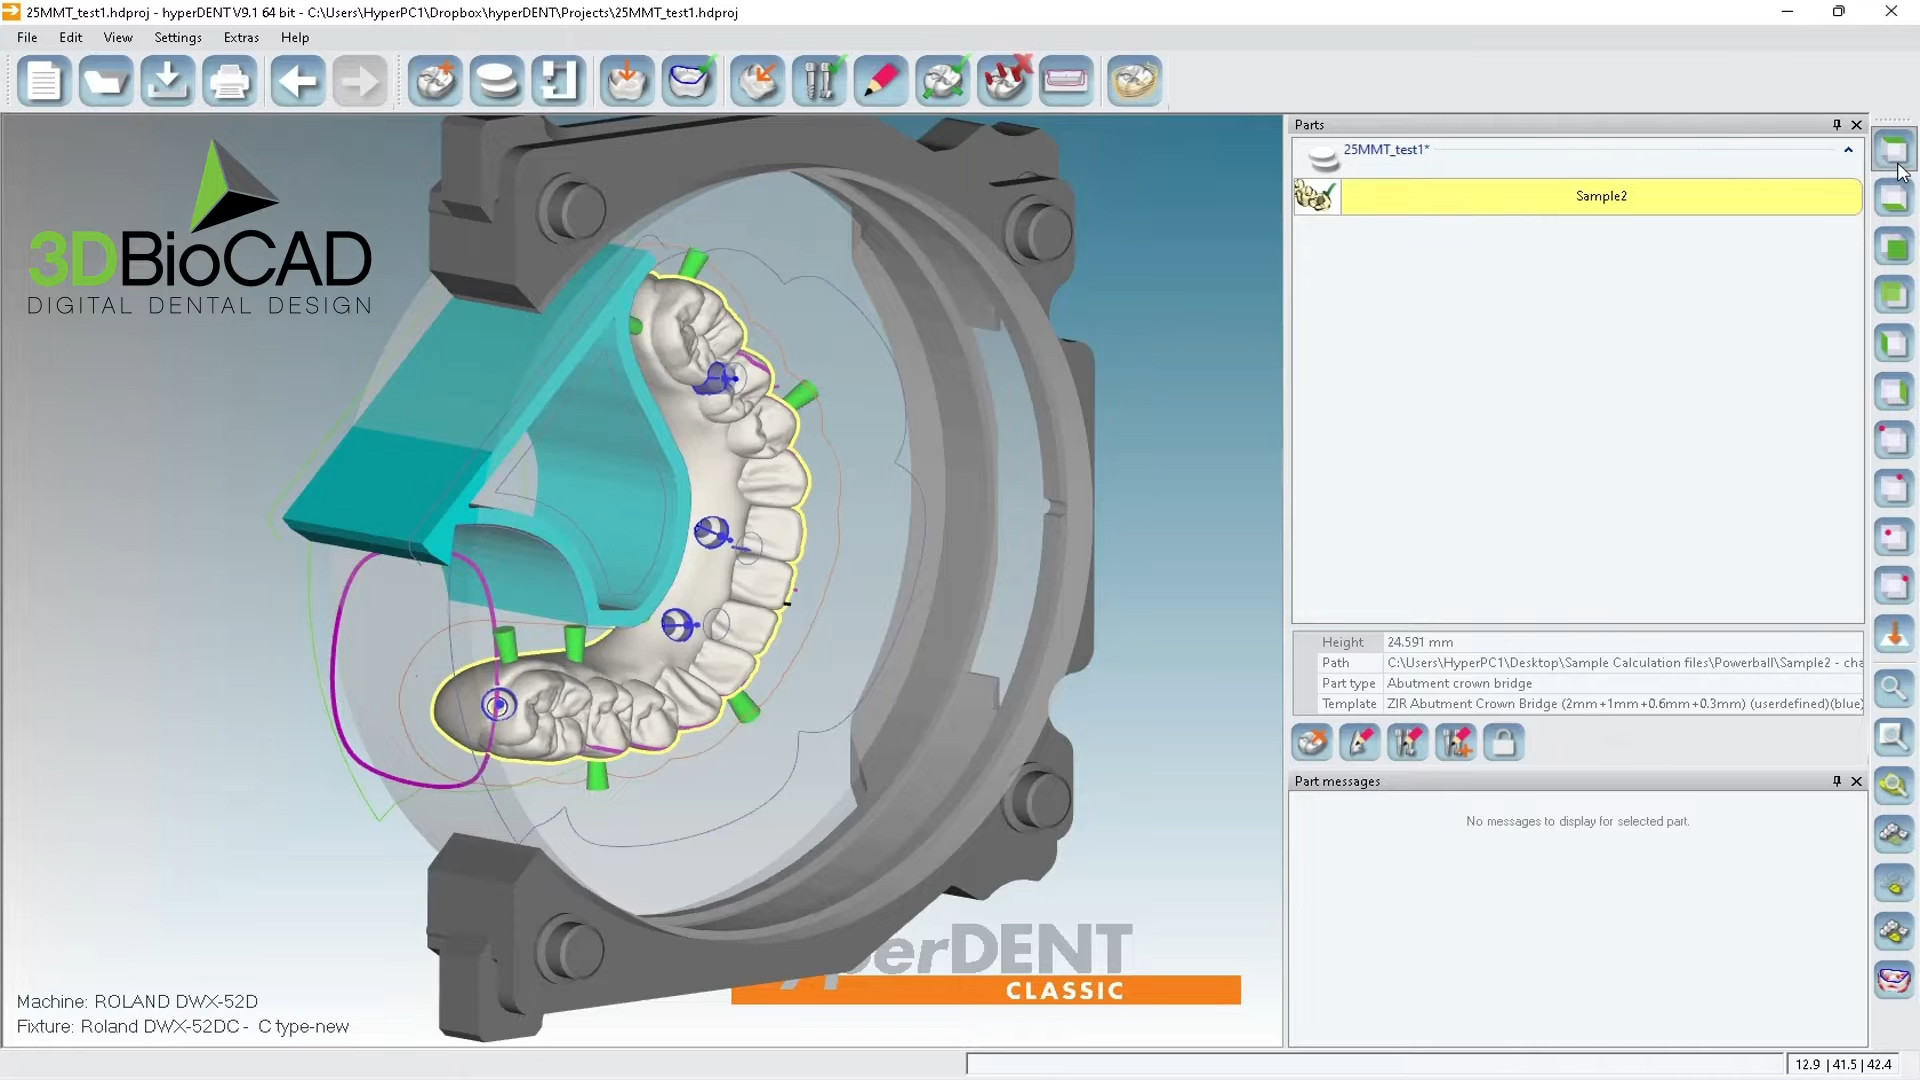 25MMT_test1.hdproj - hyperDENT V9.1 64 bit - C:\Users\HyperPC1\Dropbox\hyperDENT\Projects\25MMT_test1.hdproj
File Edit View Settings Extras Help
Parts
25MMT_test1*
Sample2
3DBioCAD
DIGITAL DENTAL DESIGN
Height 24.591 mm
Path C:\Users\HyperPC1\Desktop\Sample Calculation files\Powerball\Sample2 - cha
Part type Abutment crown bridge
Template ZIR Abutment Crown Bridge (2mm+1mm+0.6mm+0.3mm) (userdefined)(blue)
Part messages
No messages to display for selected part.
perDENT
CLASSIC
Machine: ROLAND DWX-52D
Fixture: Roland DWX-52DC - C type-new
12.9 | 41.5 | 42.4